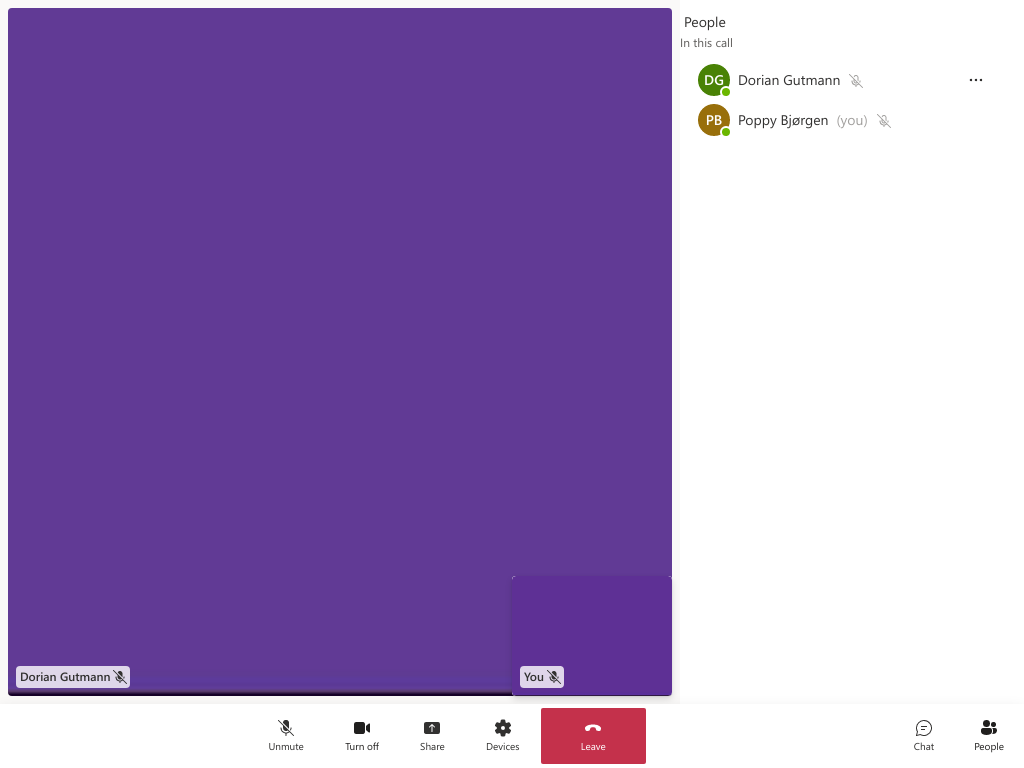 People
In this call
DG Dorian Gutmann
PB Poppy Bjørgen (you)
Dorian Gutmann
You
Unmute
Turn off
Share
Devices
Leave
Chat
People